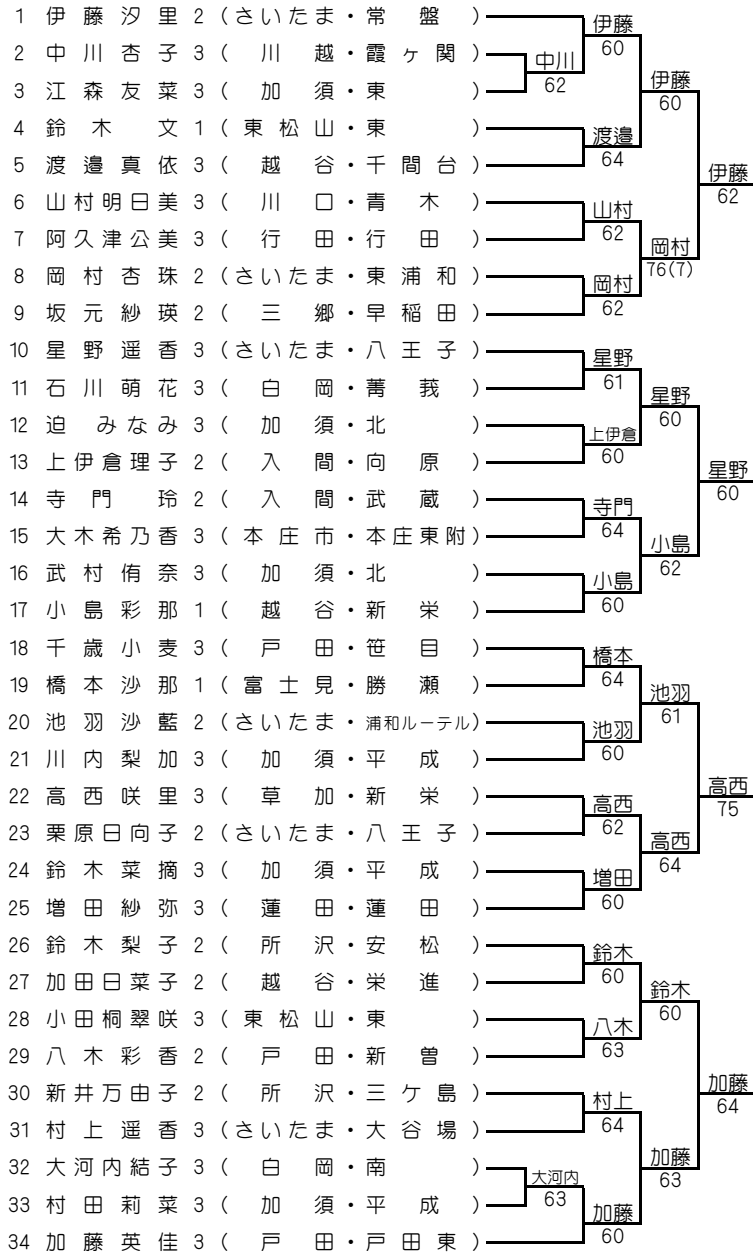 1 伊藤汐里 2 (さいたま・常盤)
2 中川杏子 3 (川越・霞ヶ関)
3 江森友菜 3 (加須・東)
4 鈴木文 1 (東松山・東)
5 渡邉真依 3 (越谷・千間台)
6 山村明日美 3 (川口・青木)
7 阿久津公美 3 (行田・行田)
8 岡村杏珠 2 (さいたま・東浦和)
9 坂元紗瑛 2 (三郷・早稲田)
10 星野遥香 3 (さいたま・八王子)
11 石川萌花 3 (白岡・菁莪)
12 迫みなみ 3 (加須・北)
13 上伊倉理子 2 (入間・向原)
14 寺門玲 2 (入間・武蔵)
15 大木希乃香 3 (本庄市・本庄東附)
16 武村侑奈 3 (加須・北)
17 小島彩那 1 (越谷・新栄)
18 千歳小麦 3 (戸田・笹目)
19 橋本沙那 1 (富士見・勝瀬)
20 池羽沙藍 2 (さいたま・浦和ルーテル)
21 川内梨加 3 (加須・平成)
22 高西咲里 3 (草加・新栄)
23 栗原日向子 2 (さいたま・八王子)
24 鈴木菜摘 3 (加須・平成)
25 増田紗弥 3 (蓮田・蓮田)
26 鈴木梨子 2 (所沢・安松)
27 加田日菜子 2 (越谷・栄進)
28 小田桐翠咲 3 (東松山・東)
29 八木彩香 2 (戸田・新曽)
30 新井万由子 2 (所沢・三ケ島)
31 村上遥香 3 (さいたま・大谷場)
32 大河内結子 3 (白岡・南)
33 村田莉菜 3 (加須・平成)
34 加藤英佳 3 (戸田・戸田東)
中川
62
大河内
63
伊藤
60
渡邉
64
山村
62
岡村
62
星野
61
上伊倉
60
寺門
64
小島
60
橋本
64
池羽
60
高西
62
増田
60
鈴木
60
八木
63
村上
64
加藤
60
伊藤
60
岡村
76(7)
星野
60
小島
62
池羽
61
高西
64
鈴木
60
加藤
63
伊藤
62
星野
60
高西
75
加藤
64